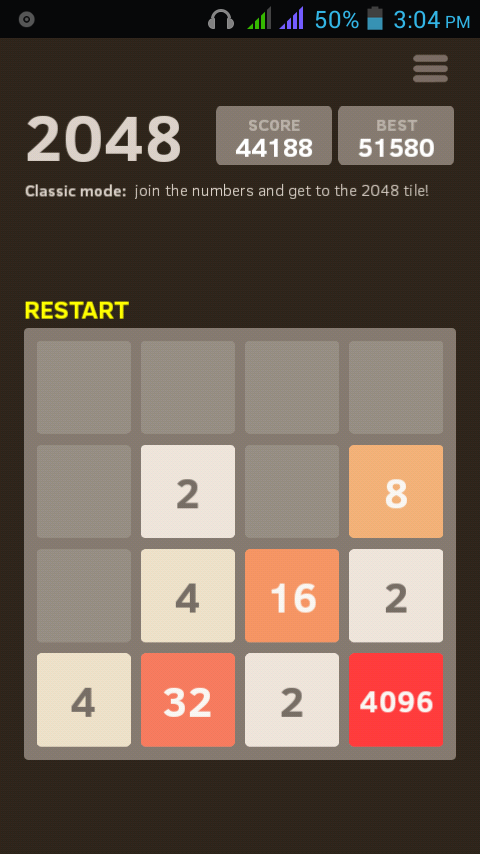 50% 3:04 PM
2048
SCORE BEST
44188 51580
Classic mode: join the numbers and get to the 2048 tile!
RESTART
2 8
4 16 2
4 32 2 4096